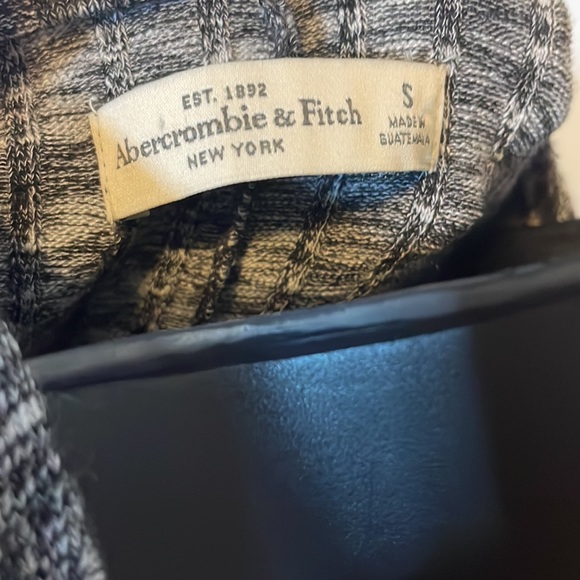 EST. 1892
Abercrombie & Fitch
NEW YORK
S
MADE IN
GUATEMALA